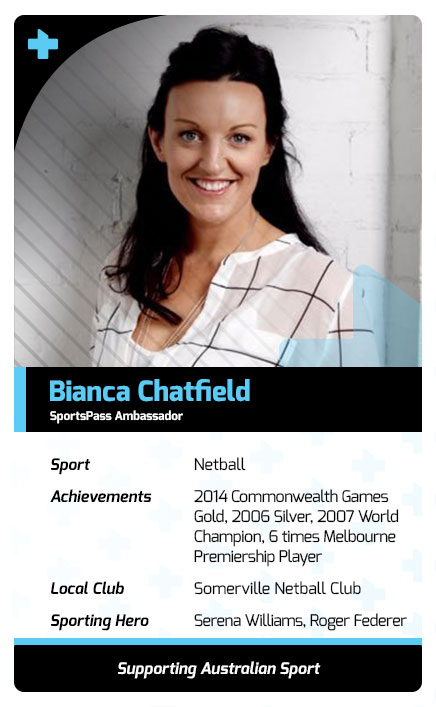 Bianca Chatfield
SportsPass Ambassador
Sport Netball
Achievements 2014 Commonwealth Games
Gold, 2006 Silver, 2007 World
Champion, 6 times Melbourne
Premiership Player
Local Club Somerville Netball Club
Sporting Hero Serena Williams, Roger Federer
Supporting Australian Sport